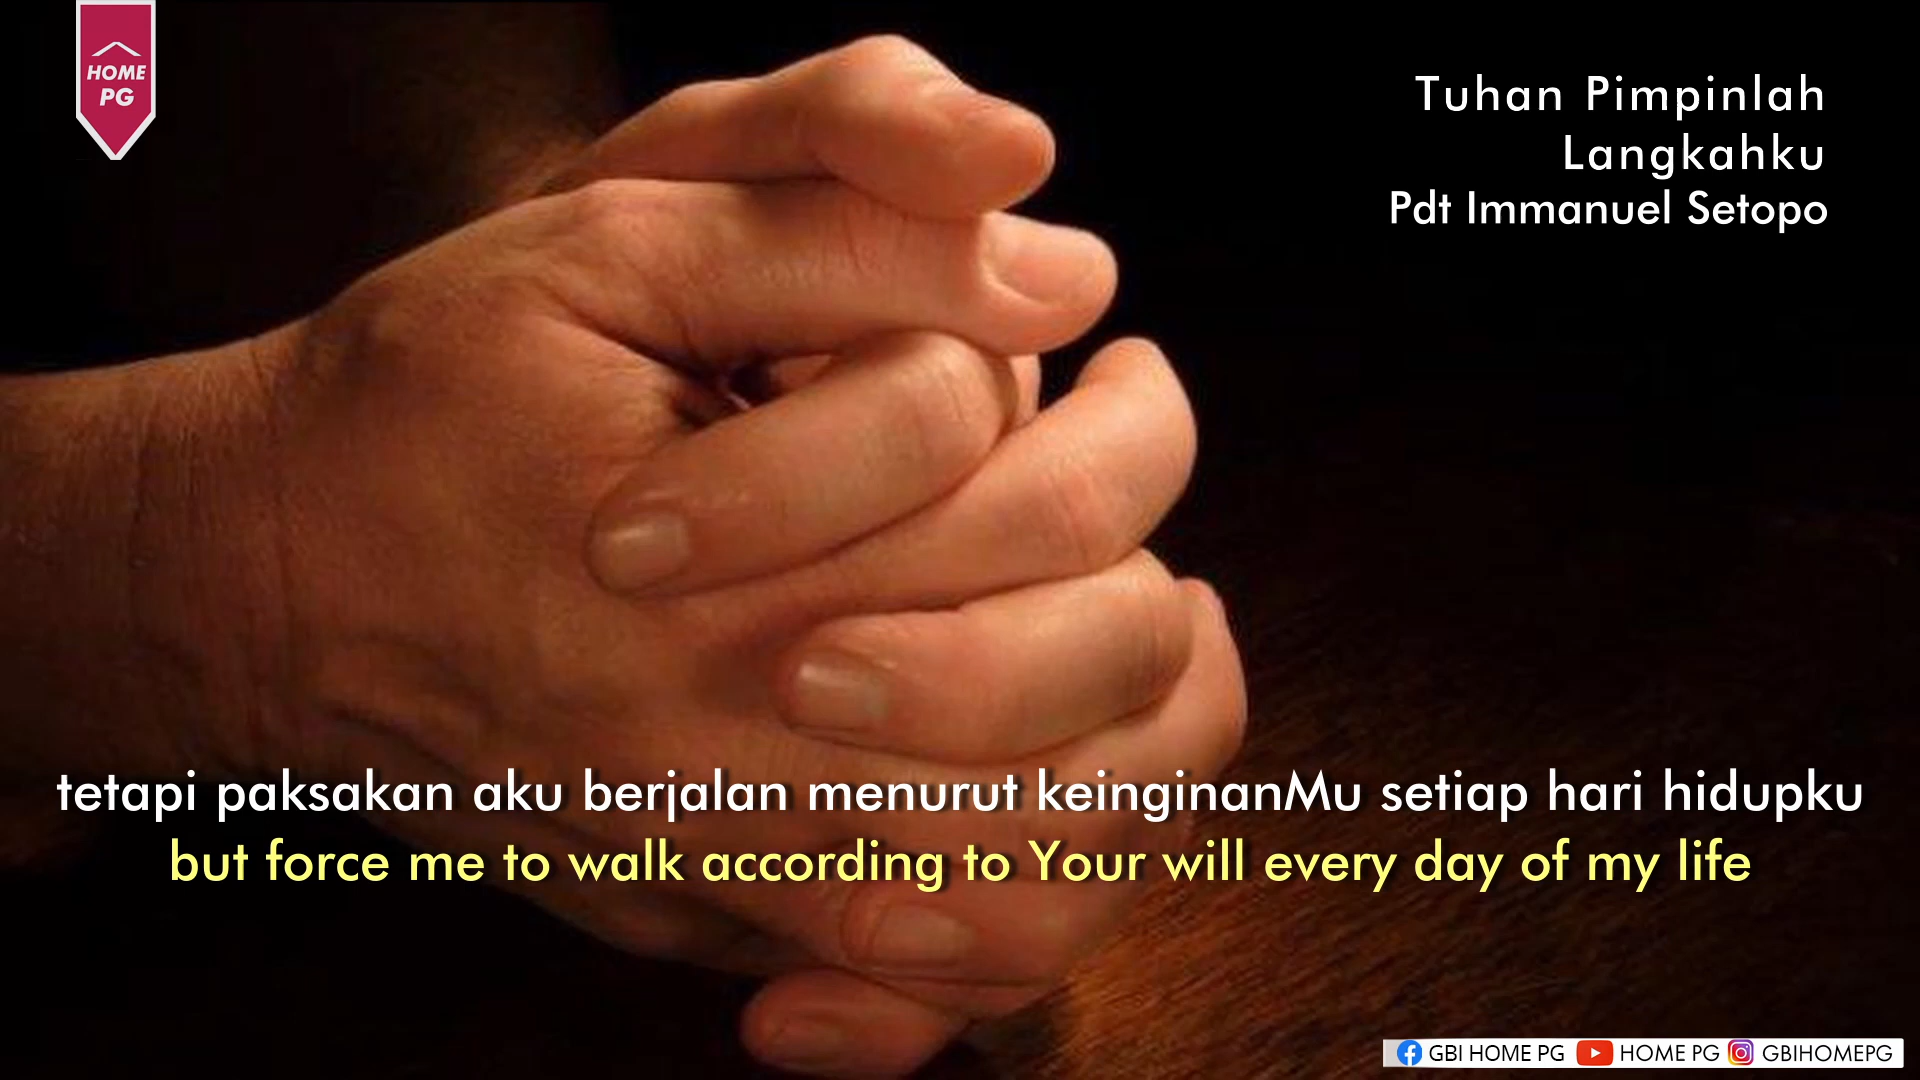 HOME
PG
Tuhan Pimpinlah
Langkahku
Pdt Immanuel Setopo
tetapi paksakan aku berjalan menurut keinginanMu setiap hari hidupku
but force me to walk according to Your will every day of my life
GBI HOME PG HOME PG GBIHOMEPG